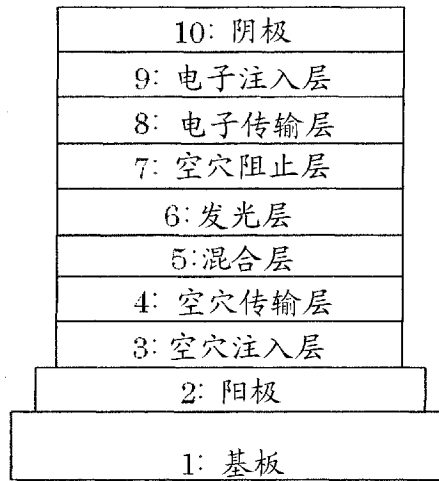 10: 阴极
9: 电子注入层
8: 电子传输层
7: 空穴阻止层
6:发光层
5:混合层
4: 空穴传输层
3: 空穴注入层
2: 阳极
1: 基板